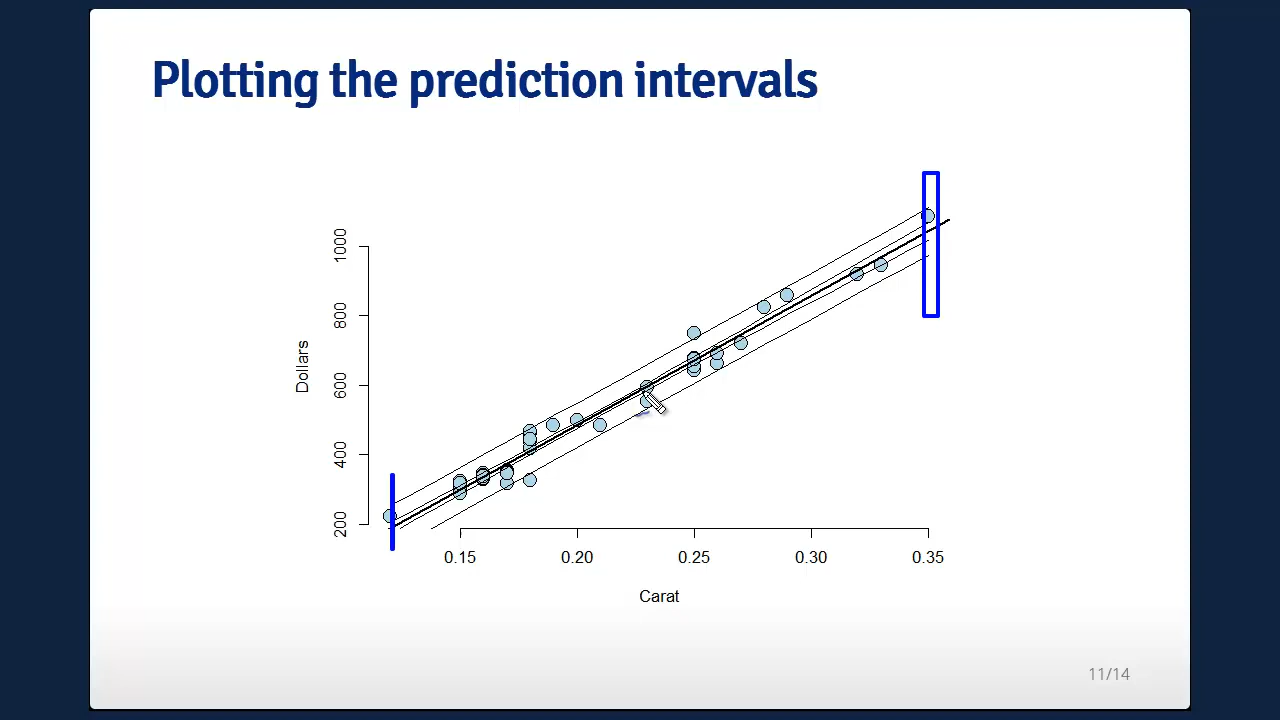 Plotting the prediction intervals
Dollars
1000
800
600
400
200
0.15 0.20 0.25 0.30 0.35
Carat
11/14